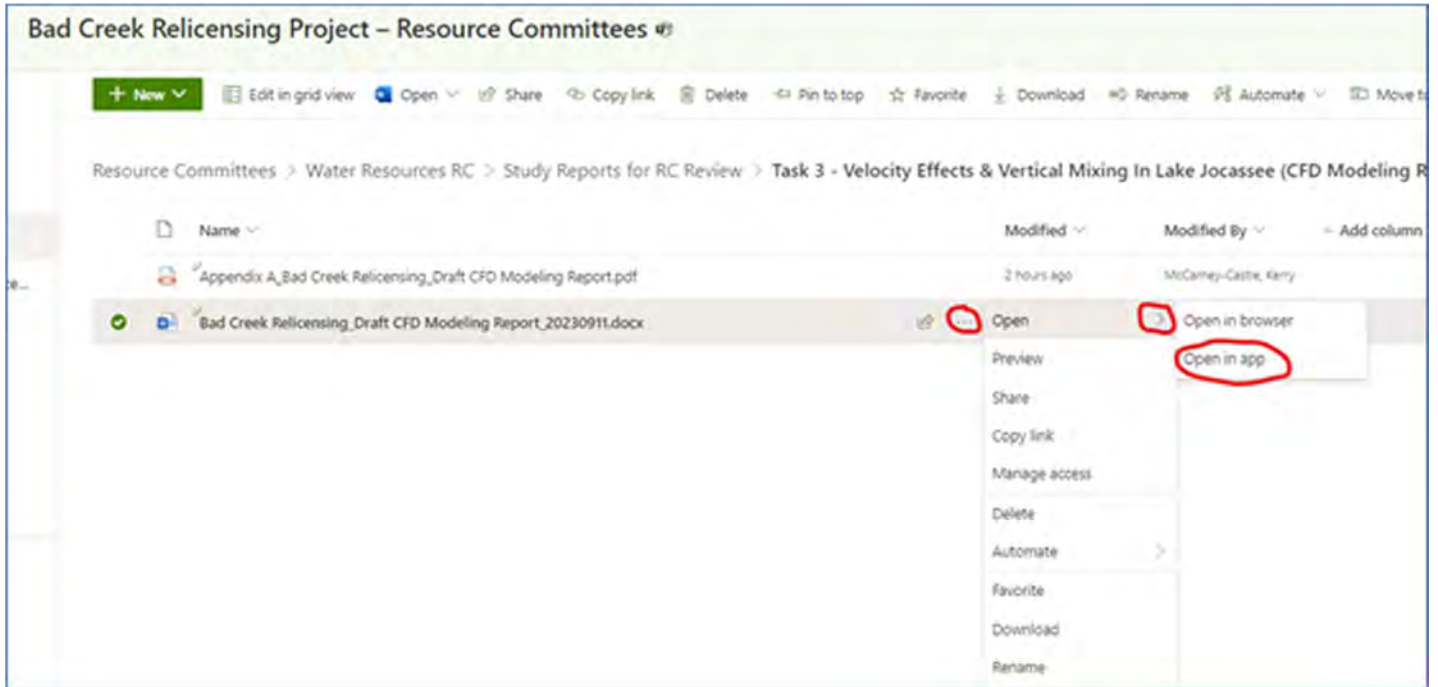 Bad Creek Relicensing Project – Resource Committees
+ New Edit in grid view Open Share Copy link Delete Pin to top Favorite Download Rename Automate Move to
Resource Committees > Water Resources RC > Study Reports for RC Review > Task 3 - Velocity Effects & Vertical Mixing In Lake Jocassee (CFD Modeling R
Name Modified Modified By + Add column
Appendix A_Bad Creek Relicensing_Draft CFD Modeling Report.pdf 2 hours ago McCarney-Castle, Kerry
Bad Creek Relicensing_Draft CFD Modeling Report_20230911.docx ... Open > Open in browser
Preview Open in app
Share
Copy link
Manage access
Delete
Automate >
Favorite
Download
Rename